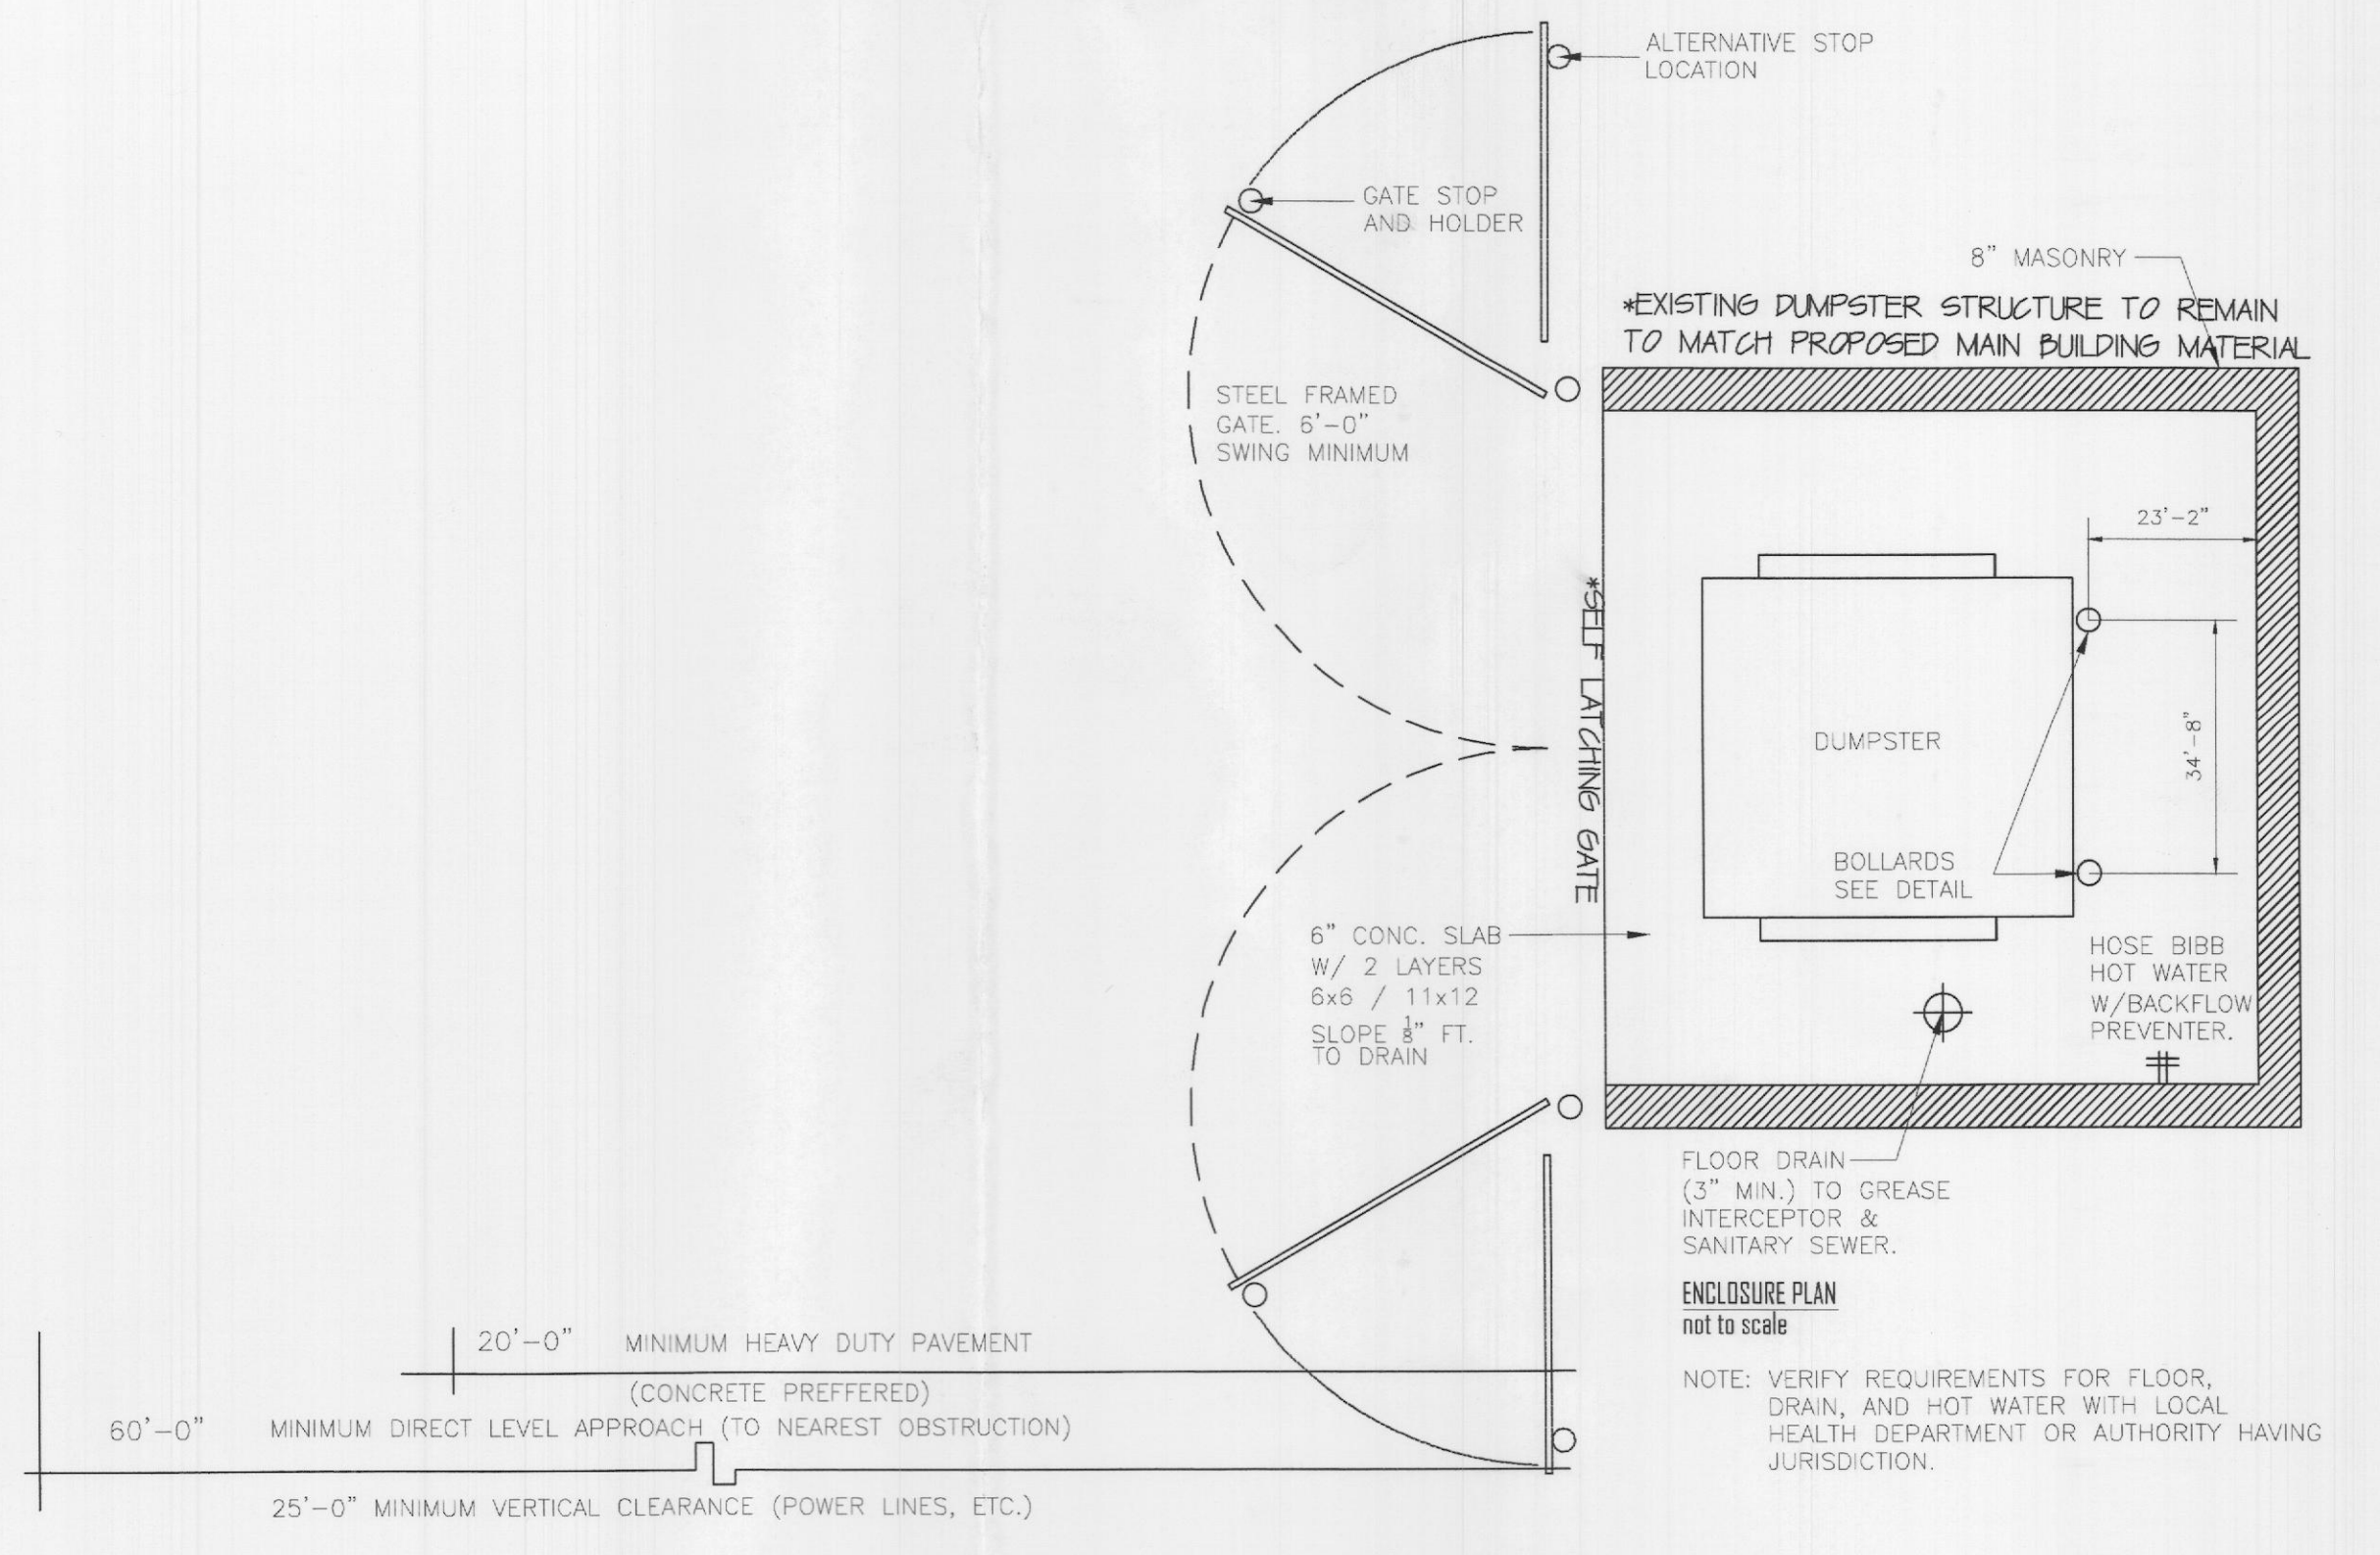 ALTERNATIVE STOP
LOCATION
GATE STOP
AND HOLDER
8" MASONRY
*EXISTING DUMPSTER STRUCTURE TO REMAIN
TO MATCH PROPOSED MAIN BUILDING MATERIAL
STEEL FRAMED
GATE. 6'-0"
SWING MINIMUM
23'-2"
*SELF LATCHING GATE
34'-8"
DUMPSTER
BOLLARDS
SEE DETAIL
6" CONC. SLAB
W/ 2 LAYERS
6x6 / 11x12
SLOPE 1/8" FT.
TO DRAIN
HOSE BIBB
HOT WATER
W/BACKFLOW
PREVENTER.
FLOOR DRAIN
(3" MIN.) TO GREASE
INTERCEPTOR &
SANITARY SEWER.
ENCLOSURE PLAN
not to scale
20'-0" MINIMUM HEAVY DUTY PAVEMENT
(CONCRETE PREFFERED)
60'-0" MINIMUM DIRECT LEVEL APPROACH (TO NEAREST OBSTRUCTION)
25'-0" MINIMUM VERTICAL CLEARANCE (POWER LINES, ETC.)
NOTE: VERIFY REQUIREMENTS FOR FLOOR,
DRAIN, AND HOT WATER WITH LOCAL
HEALTH DEPARTMENT OR AUTHORITY HAVING
JURISDICTION.